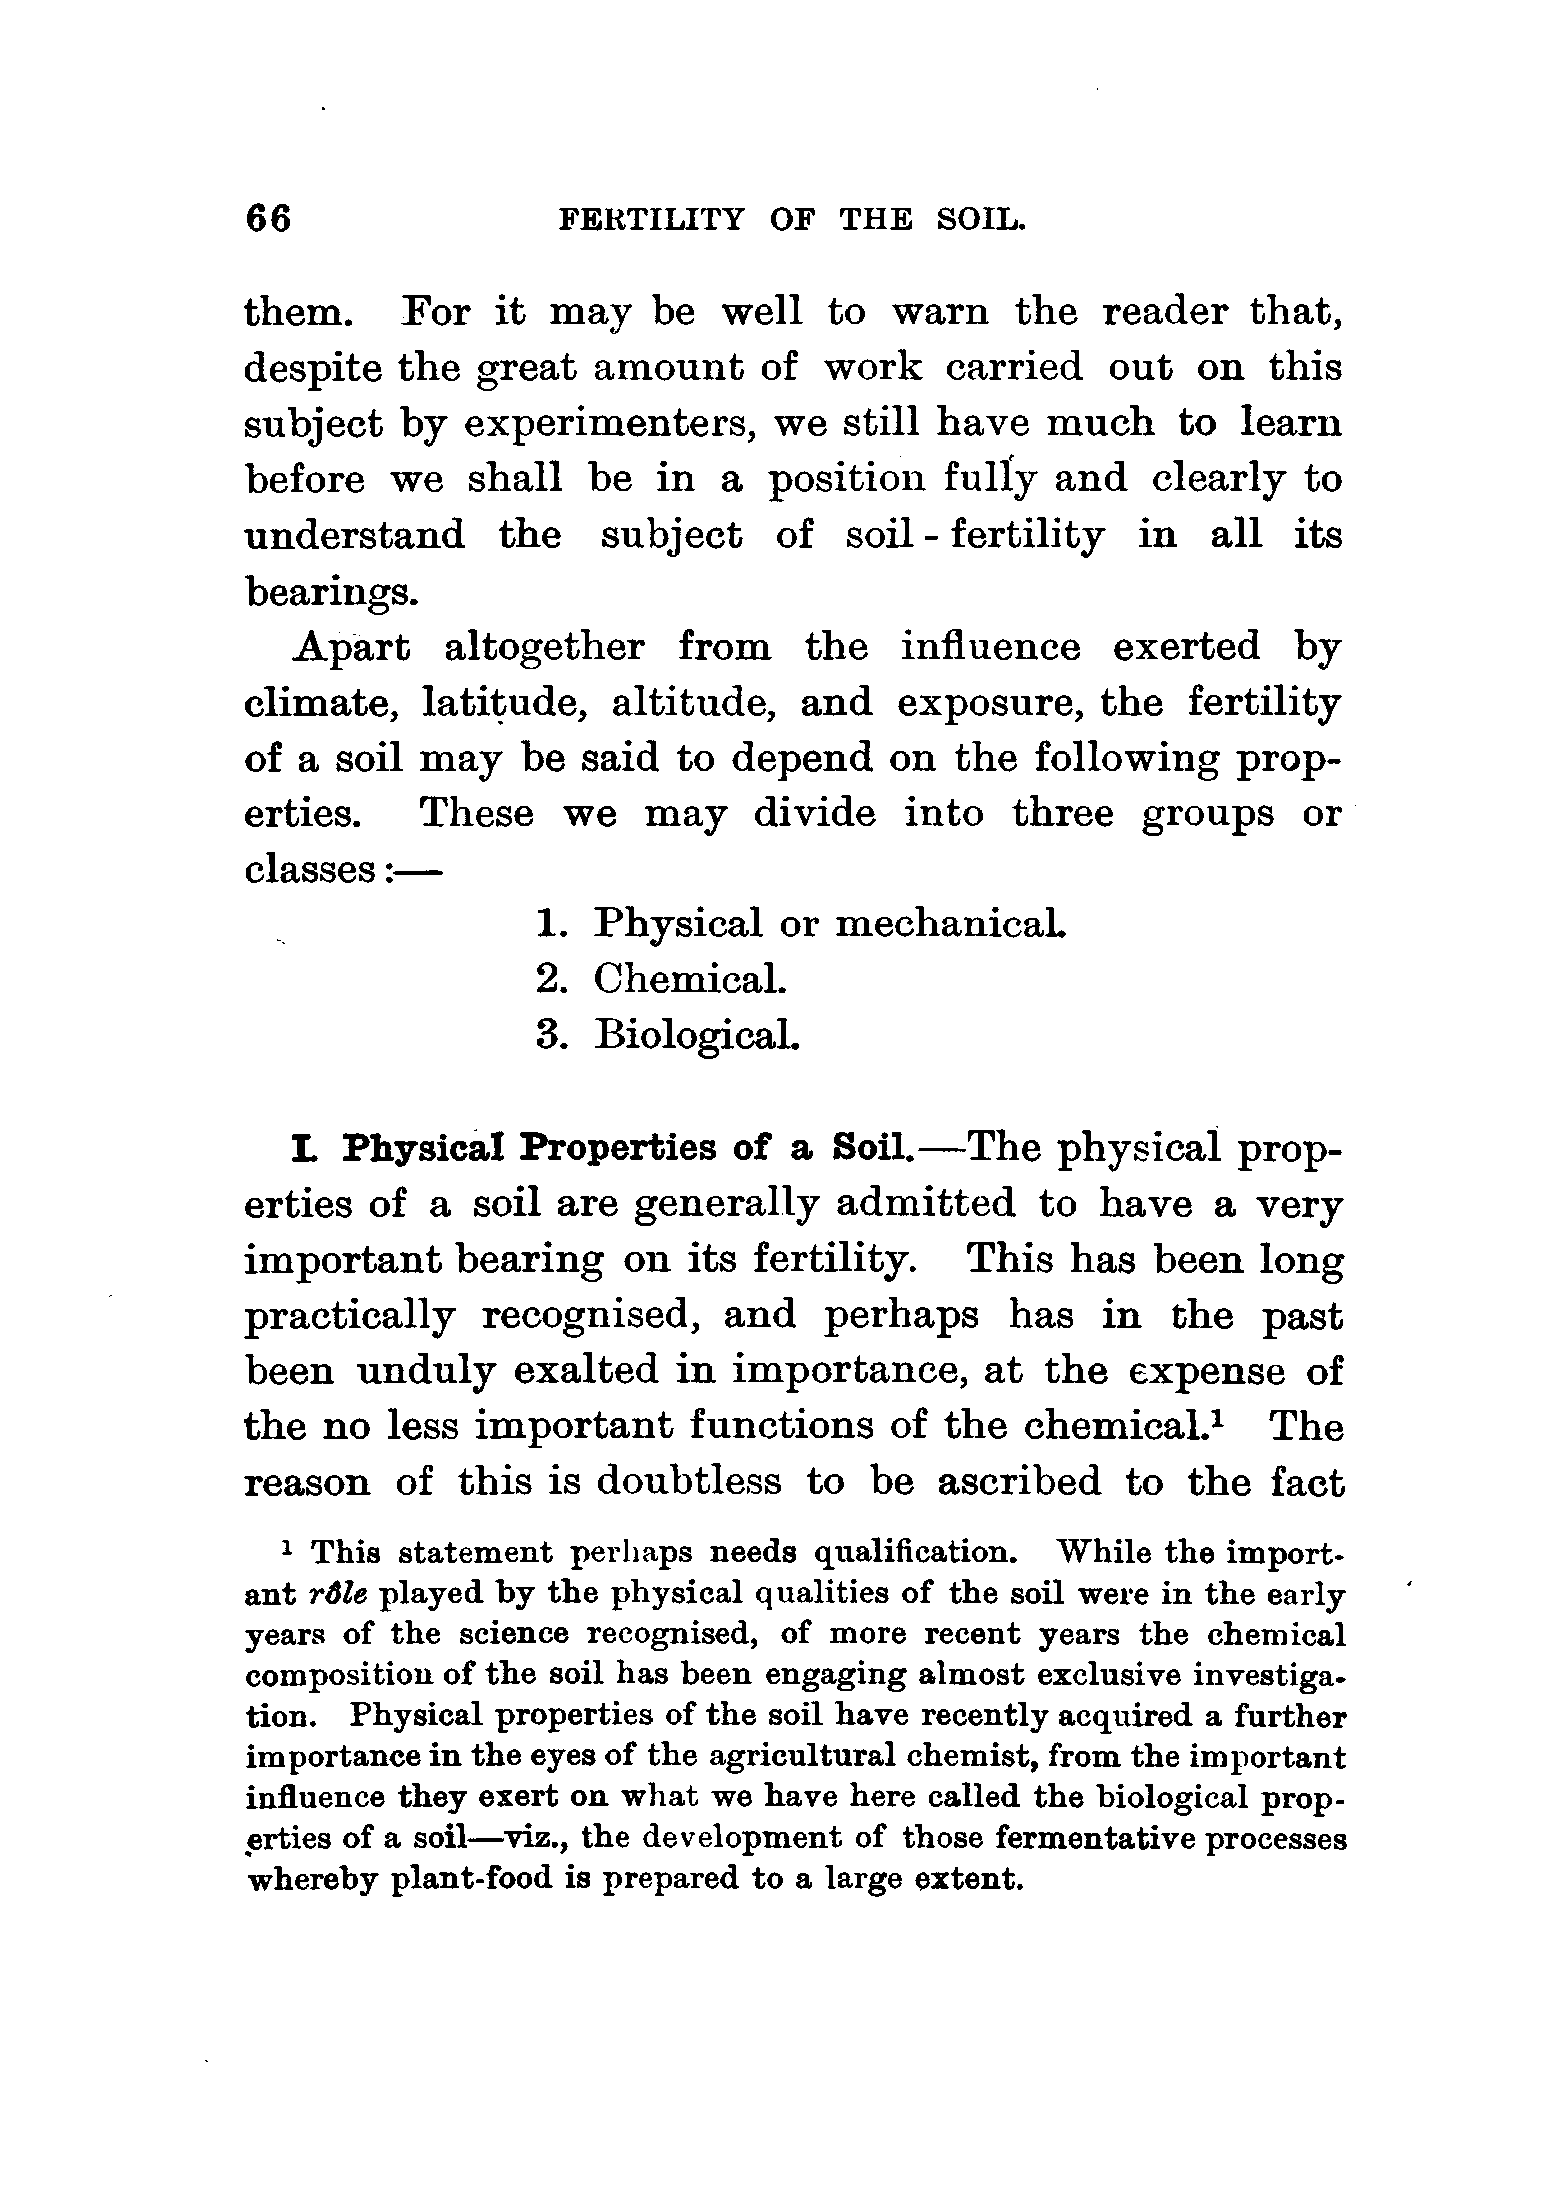 66 FERTILITY OF THE SOIL.
them. For it may be well to warn the reader that,
despite the great amount of work carried out on this
subject by experimenters, we still have much to learn
before we shall be in a position fully and clearly to
understand the subject of soil-fertility in all its
bearings.
Apart altogether from the influence exerted by
climate, latitude, altitude, and exposure, the fertility
of a soil may be said to depend on the following prop-
erties. These we may divide into three groups or
classes:—
1. Physical or mechanical.
2. Chemical.
3. Biological.
I. Physical Properties of a Soil.—The physical prop-
erties of a soil are generally admitted to have a very
important bearing on its fertility. This has been long
practically recognised, and perhaps has in the past
been unduly exalted in importance, at the expense of
the no less important functions of the chemical.¹ The
reason of this is doubtless to be ascribed to the fact
¹ This statement perhaps needs qualification. While the import-
ant rôle played by the physical qualities of the soil were in the early
years of the science recognised, of more recent years the chemical
composition of the soil has been engaging almost exclusive investiga-
tion. Physical properties of the soil have recently acquired a further
importance in the eyes of the agricultural chemist, from the important
influence they exert on what we have here called the biological prop-
erties of a soil—viz., the development of those fermentative processes
whereby plant-food is prepared to a large extent.